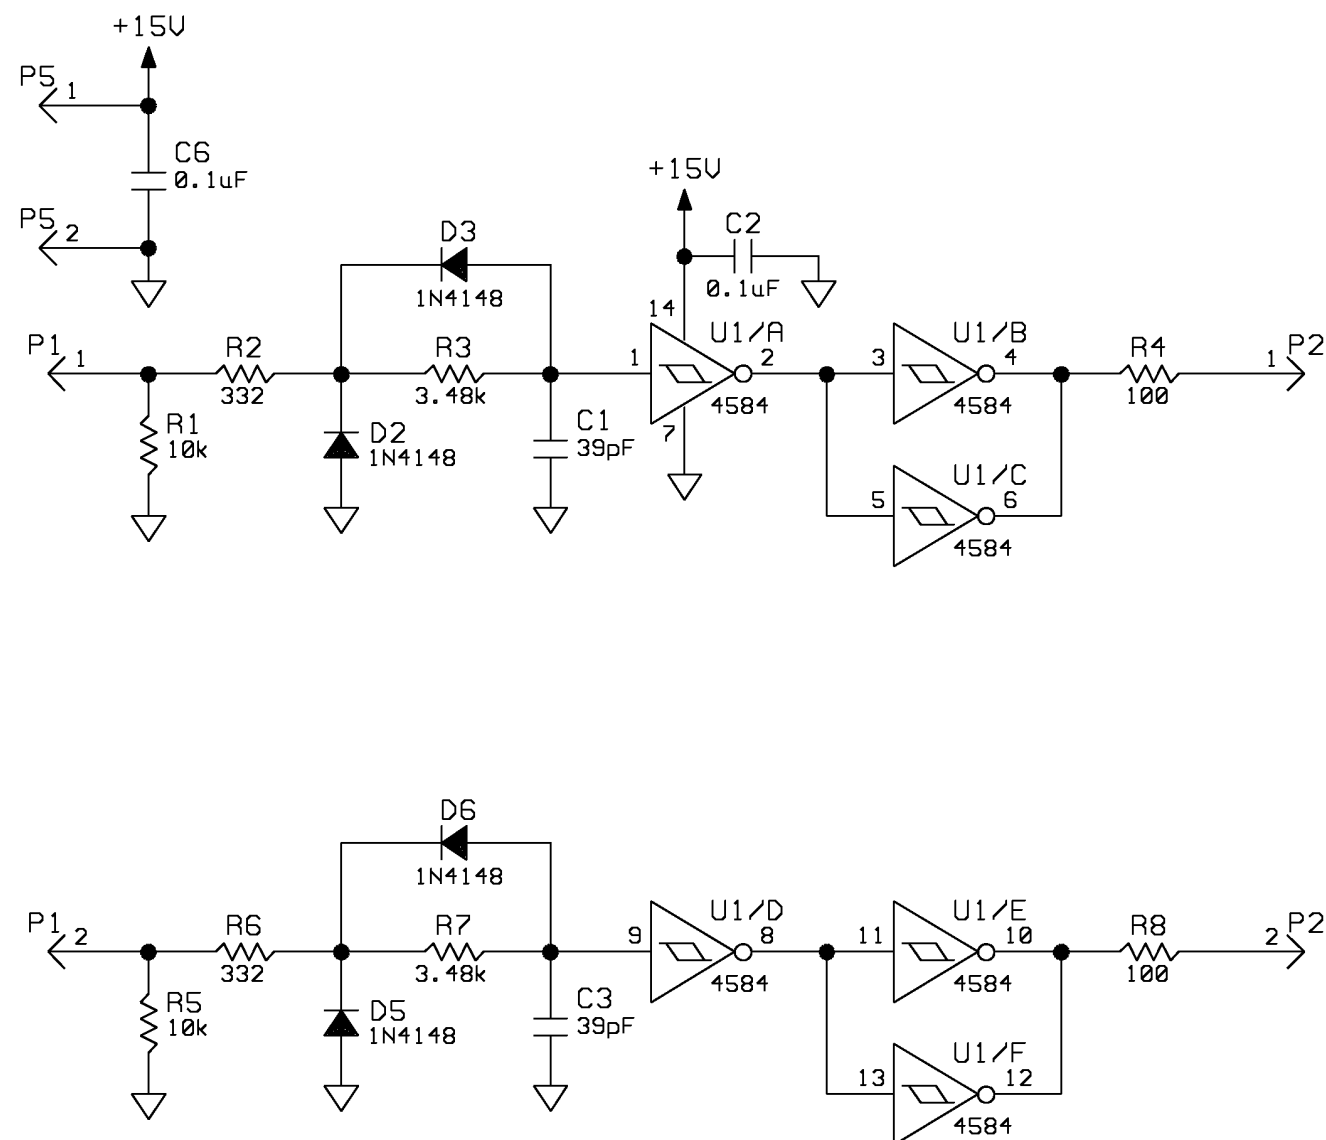 +15V
P5 1
C6
0.1uF
P5 2
+15V
C2
0.1uF
D3
1N4148
14
P1 1
R2
332
R3
3.48k
1
U1/A
2
4584
7
3
U1/B
4
4584
R4
100
1 P2
R1
10k
D2
1N4148
C1
39pF
5
U1/C
6
4584
D6
1N4148
P1 2
R6
332
R7
3.48k
9
U1/D
8
4584
11
U1/E
10
4584
R8
100
2 P2
R5
10k
D5
1N4148
C3
39pF
13
U1/F
12
4584